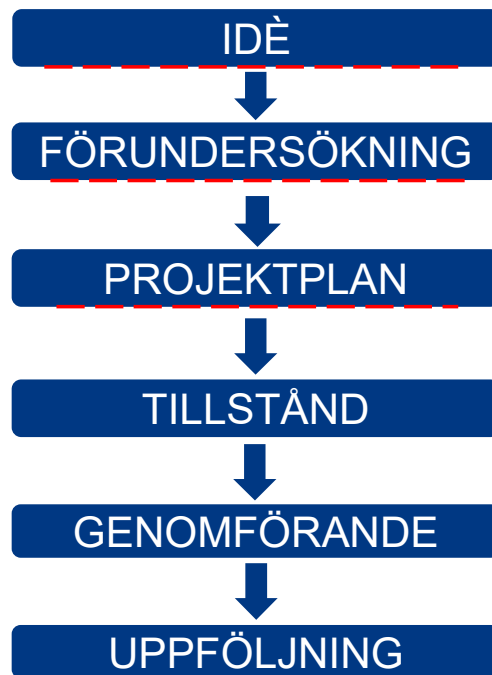 IDÈ
FÖRUNDERSÖKNING
PROJEKTPLAN
TILLSTÅND
GENOMFÖRANDE
UPPFÖLJNING